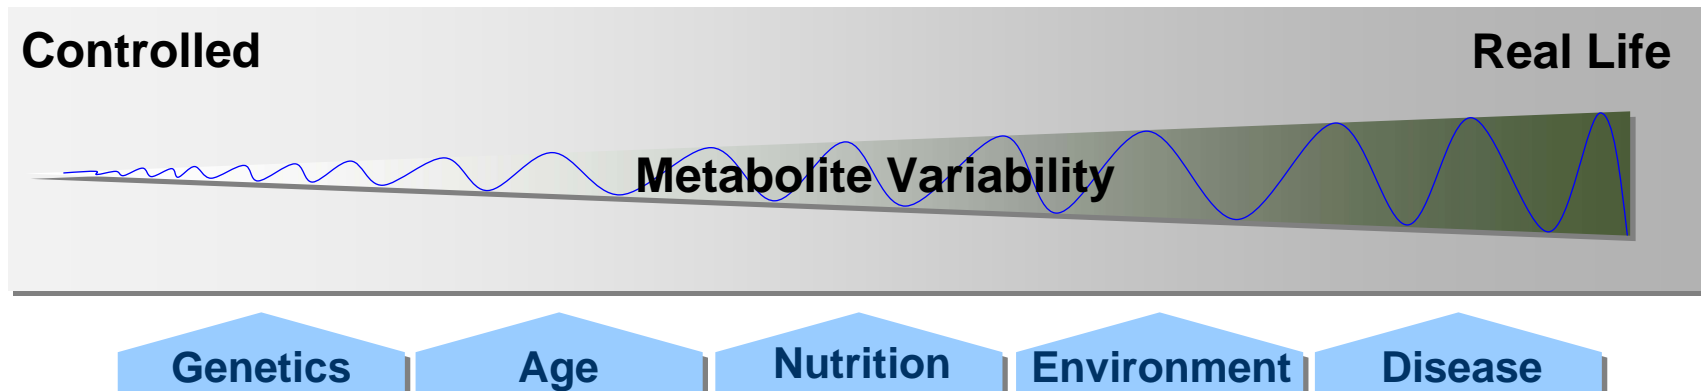 Controlled
Real Life
Metabolite Variability
Genetics
Age
Nutrition
Environment
Disease